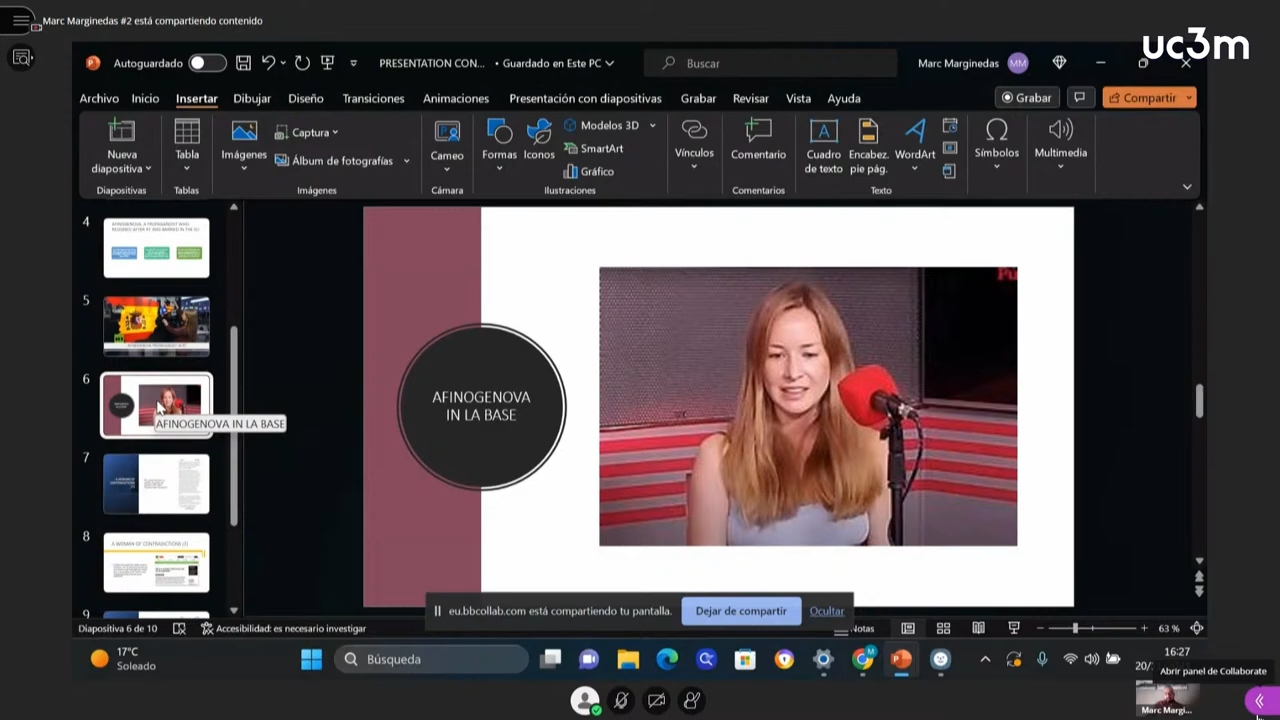 Marc Marginedas #2 está compartiendo contenido
uc3m
Autoguardado
PRESENTATION CON... • Guardado en Este PC
Buscar
Marc Marginedas
MM
Archivo Inicio Insertar Dibujar Diseño Transiciones Animaciones Presentación con diapositivas Grabar Revisar Vista Ayuda
Grabar
Compartir
Nueva
diapositiva
Diapositivas
Tabla
Tablas
Imágenes
Captura
Álbum de fotografías
Imágenes
Cameo
Cámara
Formas
Iconos
Modelos 3D
SmartArt
Gráfico
Ilustraciones
Vínculos
Comentario
Comentarios
Cuadro
de texto
Encabez.
pie pág.
WordArt
Texto
Símbolos
Multimedia
4
5
6
AFINOGENOVA IN LA BASE
7
8
A WOMAN OF CONTRADICTIONS (I)
9
AFINOGENOVA
IN LA BASE
eu.bbcollab.com está compartiendo tu pantalla.
Dejar de compartir
Ocultar
Diapositiva 6 de 10
Accesibilidad: es necesario investigar
Notas
63 %
17°C
Soleado
Búsqueda
16:27
Abrir panel de Collaborate
Marc Margi...